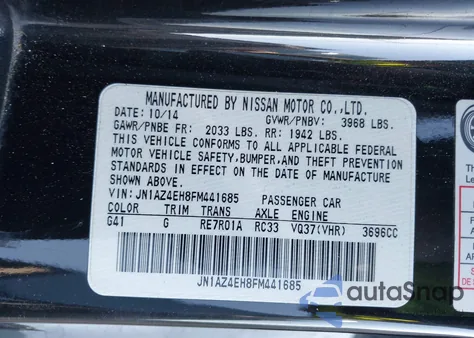 MANUFACTURED BY NISSAN MOTOR CO.,LTD.
DATE: 10/14 GVWR/PNBV: 3968 LBS.
GAWR/PNBE FR: 2033 LBS. RR: 1942 LBS.
THIS VEHICLE CONFORMS TO ALL APPLICABLE FEDERAL
MOTOR VEHICLE SAFETY,BUMPER,AND THEFT PREVENTION
STANDARDS IN EFFECT ON THE DATE OF MANUFACTURE
SHOWN ABOVE.
VIN: JN1AZ4EH8FM441685 PASSENGER CAR
COLOR TRIM TRANS AXLE ENGINE
G41 G RE7R01A RC33 VQ37(VHR) 3696CC
JN1AZ4EH8FM441685
autoSnap